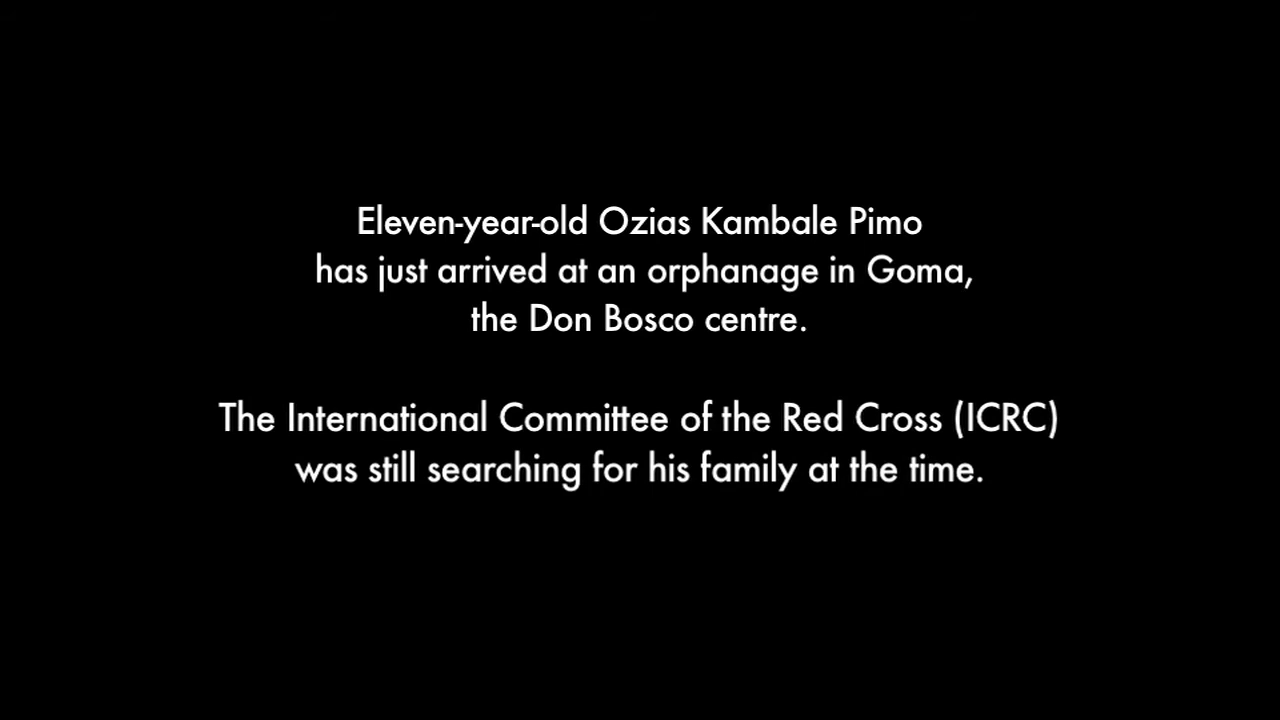 Eleven-year-old Ozias Kambale Pimo
has just arrived at an orphanage in Goma,
the Don Bosco centre.
The International Committee of the Red Cross (ICRC)
was still searching for his family at the time.